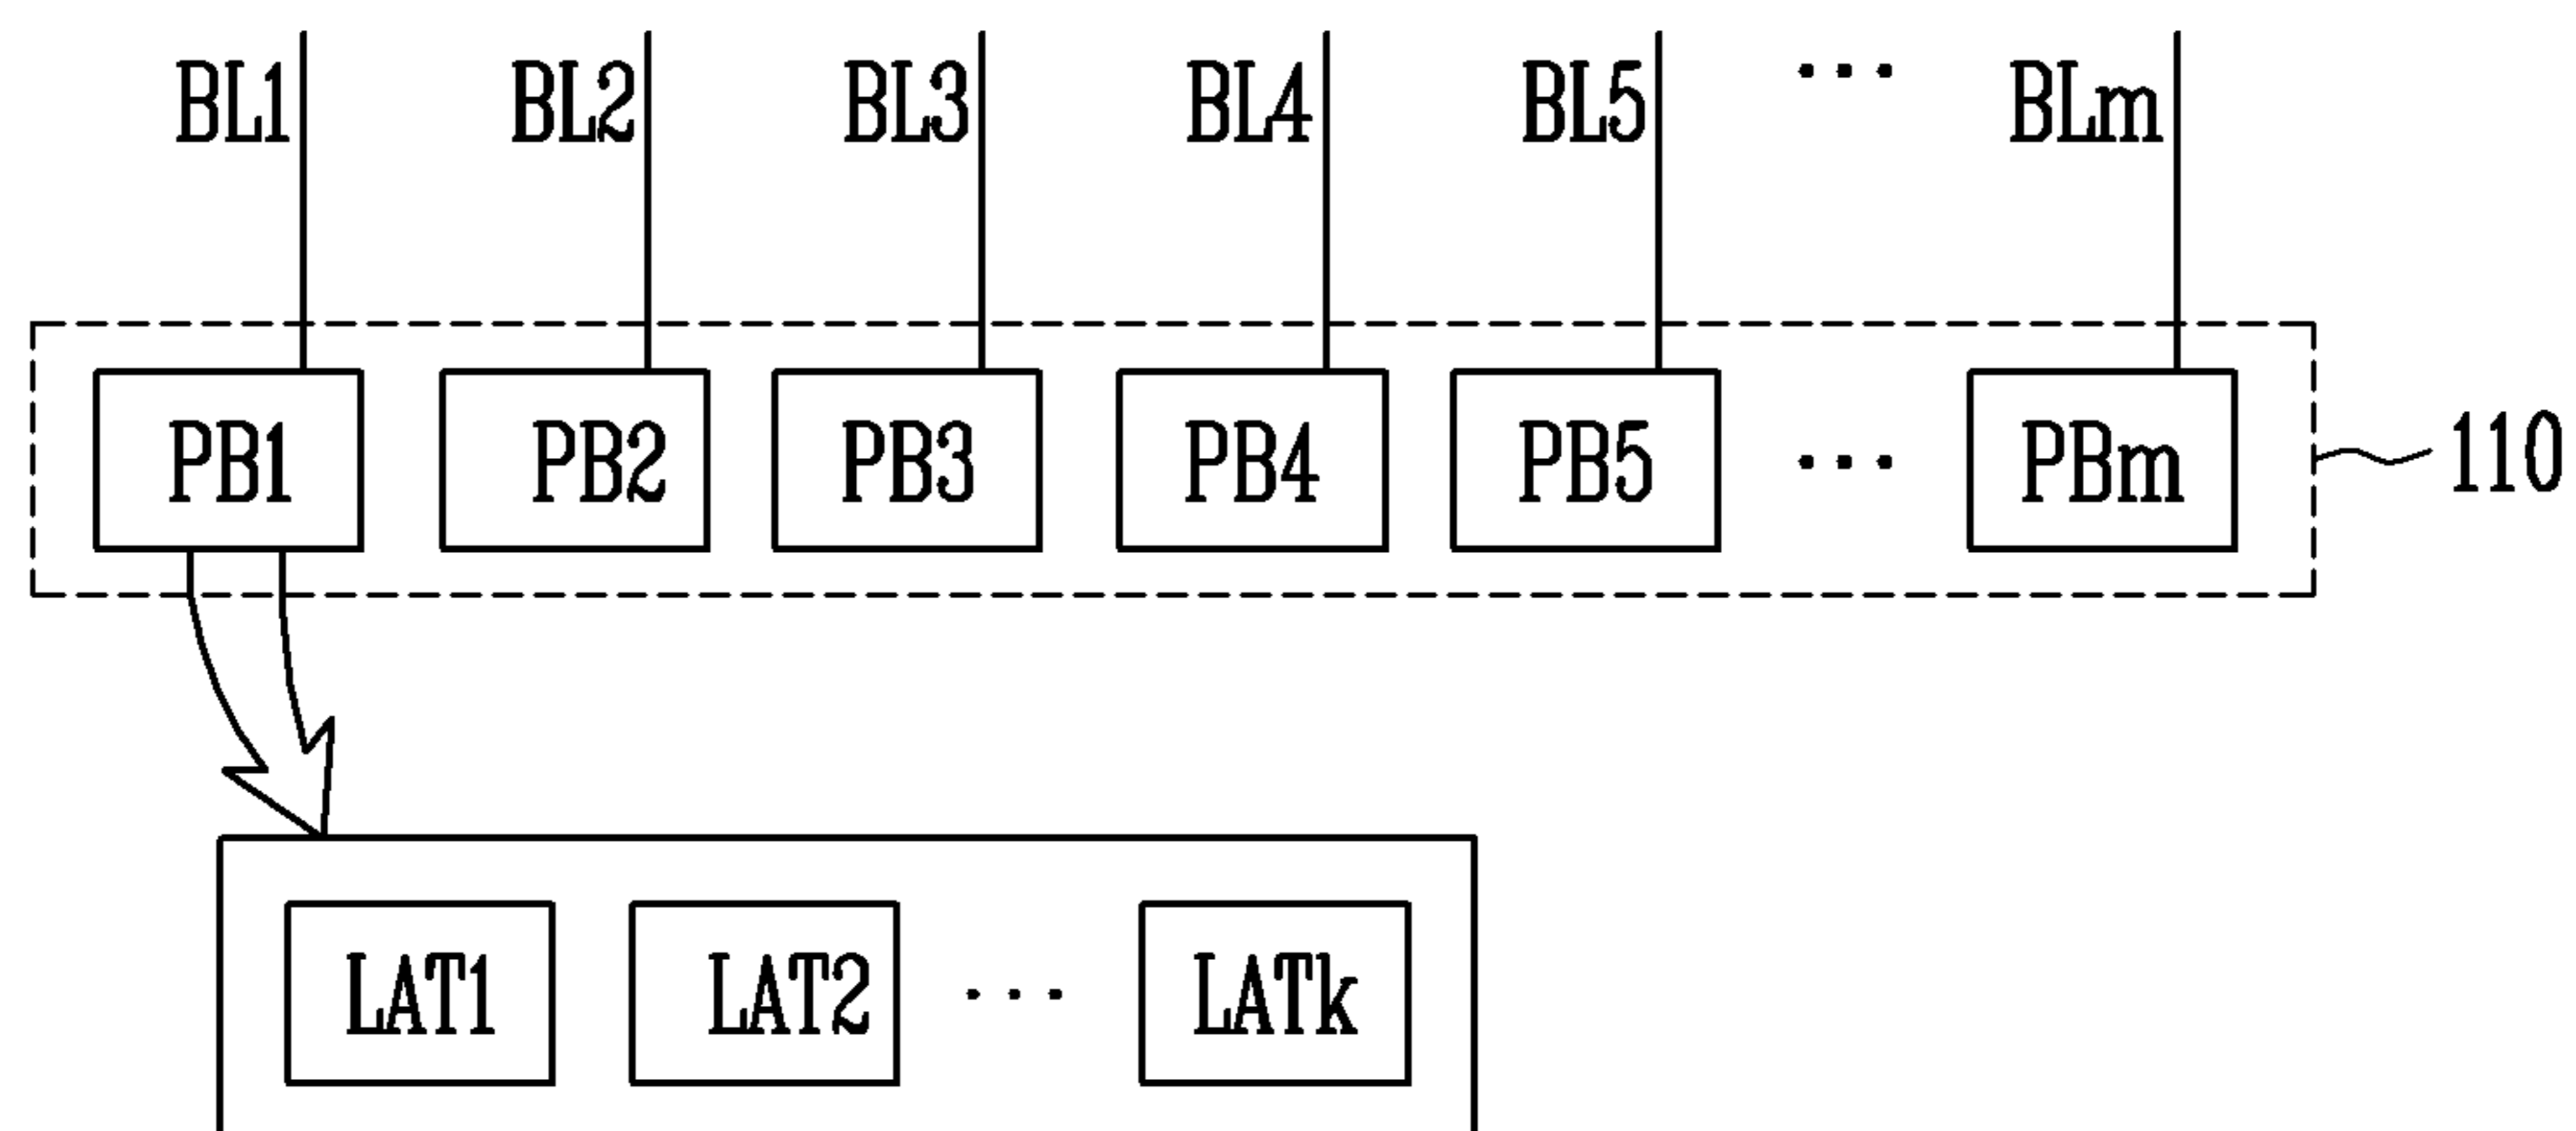 BL1 BL2 BL3 BL4 BL5 ... BLm
PB1 PB2 PB3 PB4 PB5 ... PBm 110
LAT1 LAT2 ... LATk